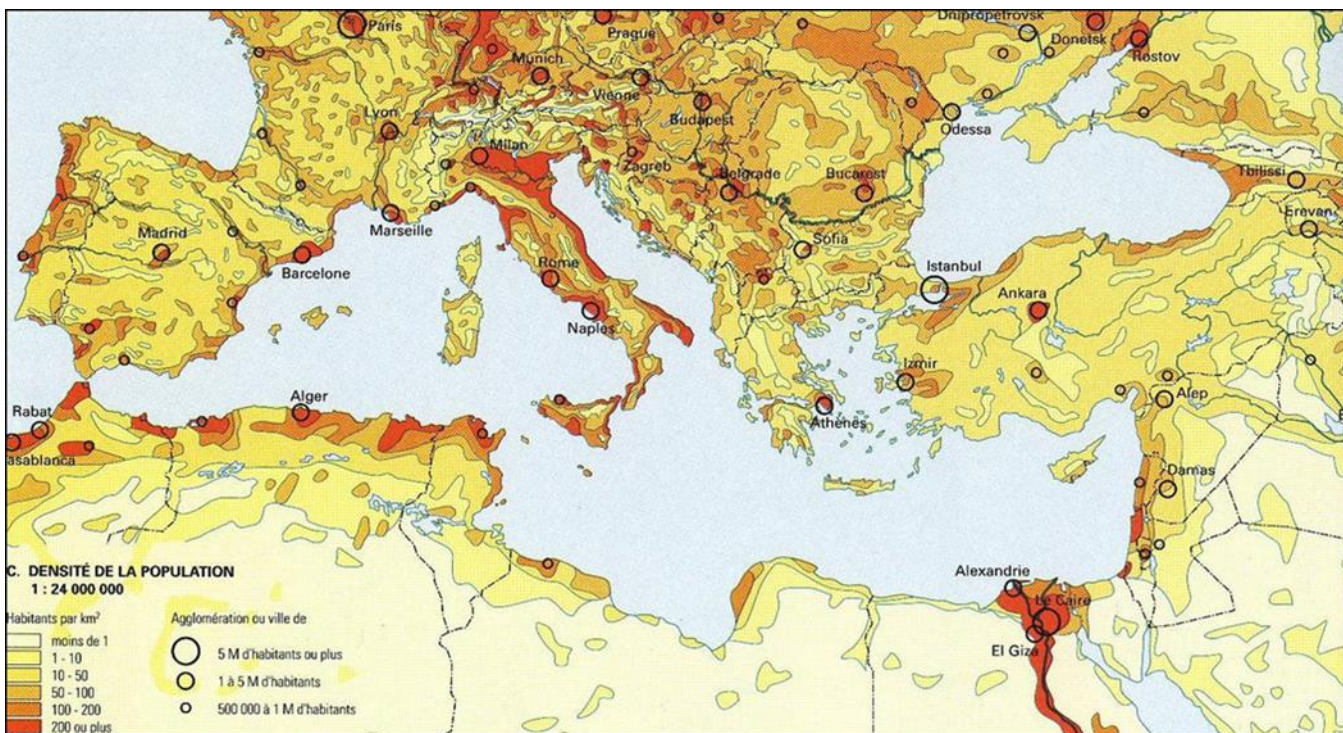 Paris
Prague
Dnipropetrovsk
Donetsk
Rostov
Munich
Vienne
Budapest
Odessa
Lyon
Milan
Zagreb
Belgrade
Bucarest
Tbilissi
Erevan
Marseille
Madrid
Barcelone
Rome
Naples
Sofia
Istanbul
Ankara
Izmir
Athènes
Alep
Damas
Rabat
asablanca
Alger
Alexandrie
Le Caire
El Giza
C. DENSITÉ DE LA POPULATION
1 : 24 000 000
Habitants par km²
moins de 1
1 - 10
10 - 50
50 - 100
100 - 200
200 ou plus
Agglomération ou ville de
5 M d'habitants ou plus
1 à 5 M d'habitants
500 000 à 1 M d'habitants